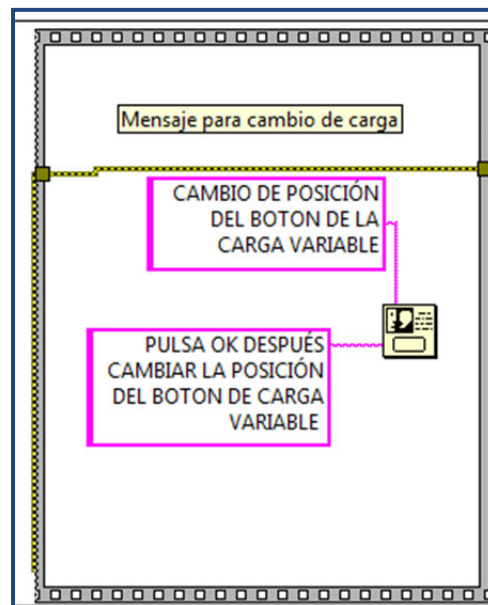 Mensaje para cambio de carga
CAMBIO DE POSICIÓN
DEL BOTON DE LA
CARGA VARIABLE
PULSA OK DESPUÉS
CAMBIAR LA POSICIÓN
DEL BOTON DE CARGA
VARIABLE